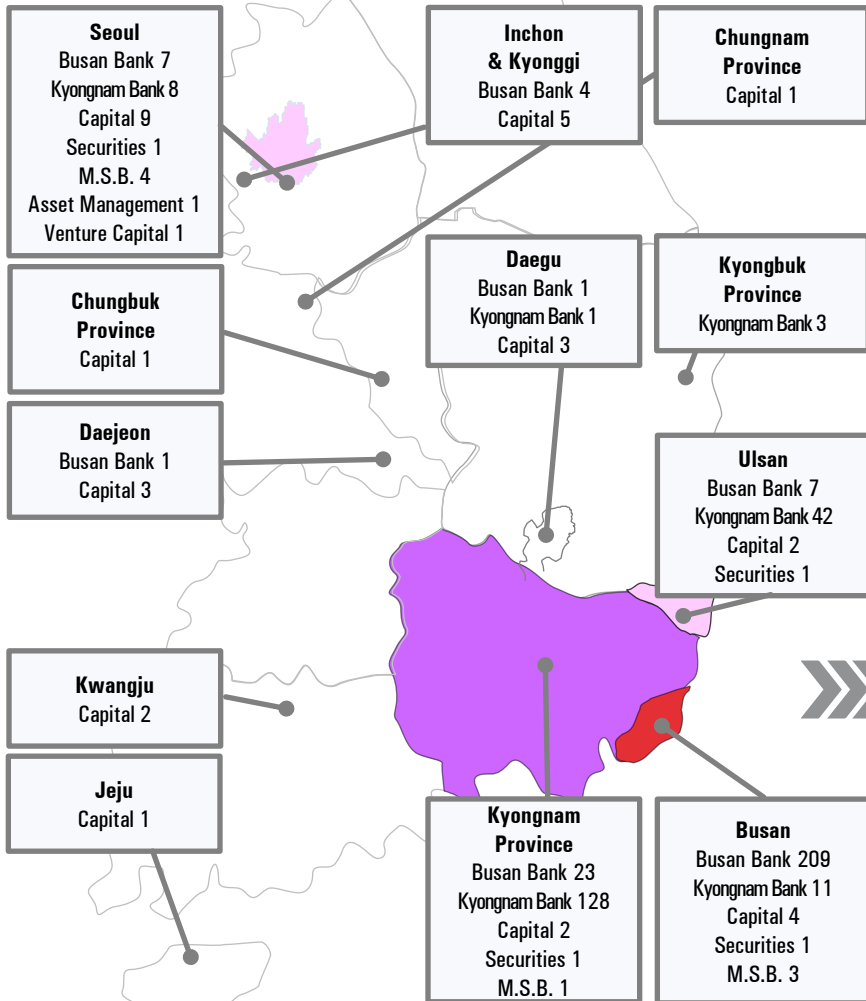 Seoul
Busan Bank 7
Kyongnam Bank 8
Capital 9
Securities 1
M.S.B. 4
Asset Management 1
Venture Capital 1
Inchon
& Kyonggi
Busan Bank 4
Capital 5
Chungnam
Province
Capital 1
Chungbuk
Province
Capital 1
Daegu
Busan Bank 1
Kyongnam Bank 1
Capital 3
Kyongbuk
Province
Kyongnam Bank 3
Daejeon
Busan Bank 1
Capital 3
Ulsan
Busan Bank 7
Kyongnam Bank 42
Capital 2
Securities 1
Kwangju
Capital 2
Jeju
Capital 1
Kyongnam
Province
Busan Bank 23
Kyongnam Bank 128
Capital 2
Securities 1
M.S.B. 1
Busan
Busan Bank 209
Kyongnam Bank 11
Capital 4
Securities 1
M.S.B. 3